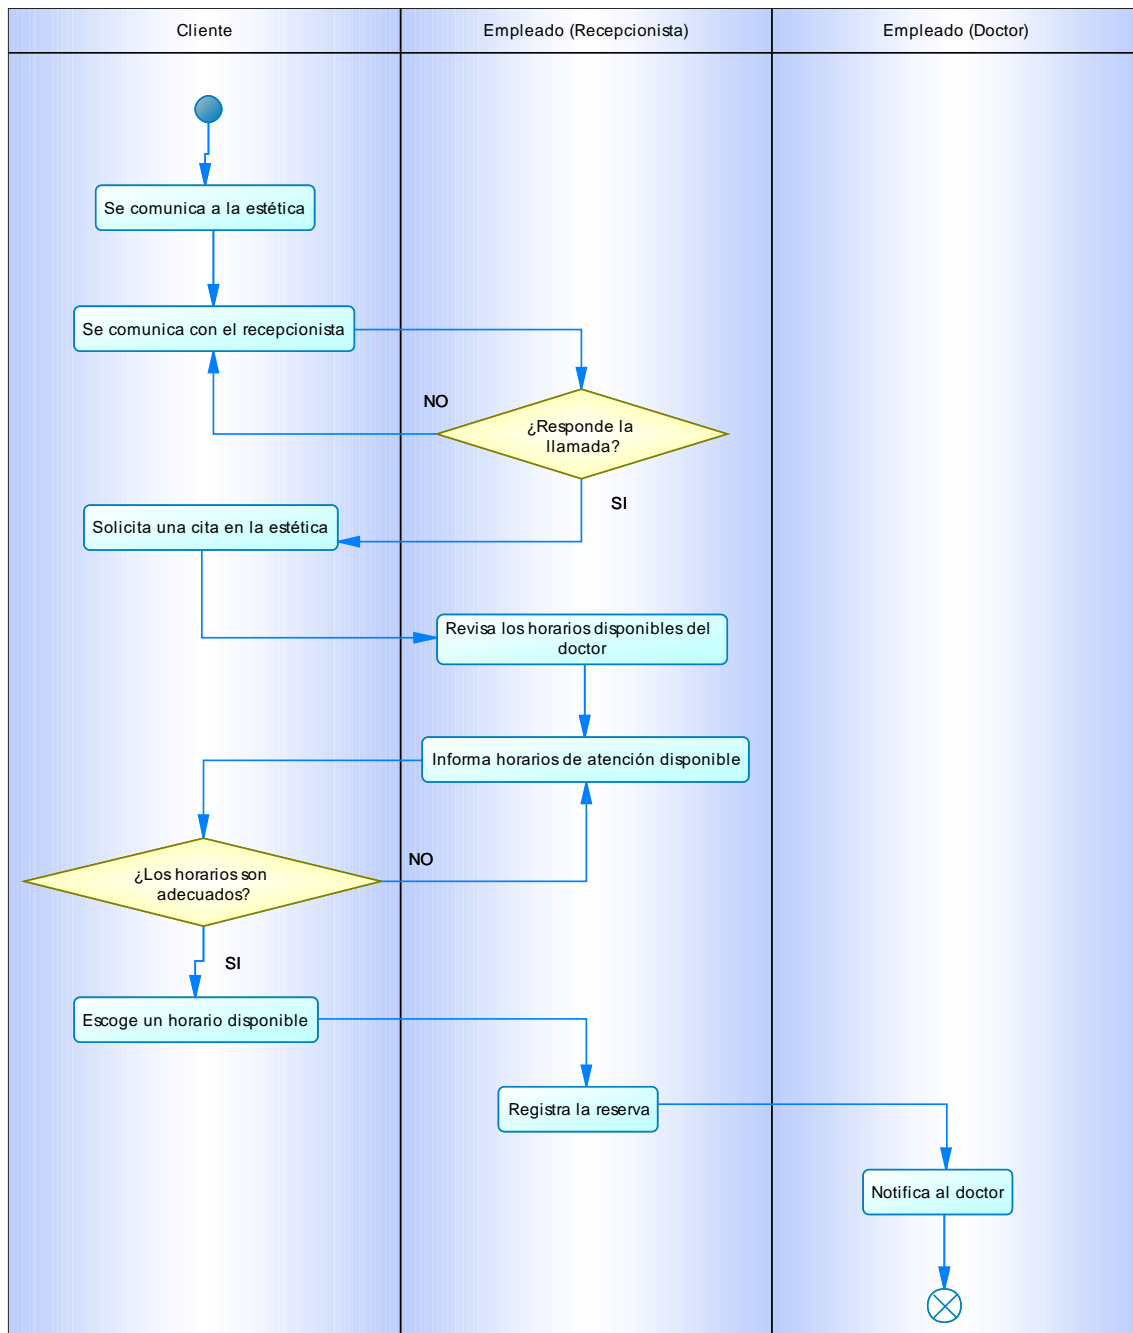 Cliente
Empleado (Recepcionista)
Empleado (Doctor)
Se comunica a la estética
Se comunica con el recepcionista
NO
¿Responde la
llamada?
SI
Solicita una cita en la estética
Revisa los horarios disponibles del
doctor
Informa horarios de atención disponible
¿Los horarios son
adecuados?
NO
SI
Escoge un horario disponible
Registra la reserva
Notifica al doctor